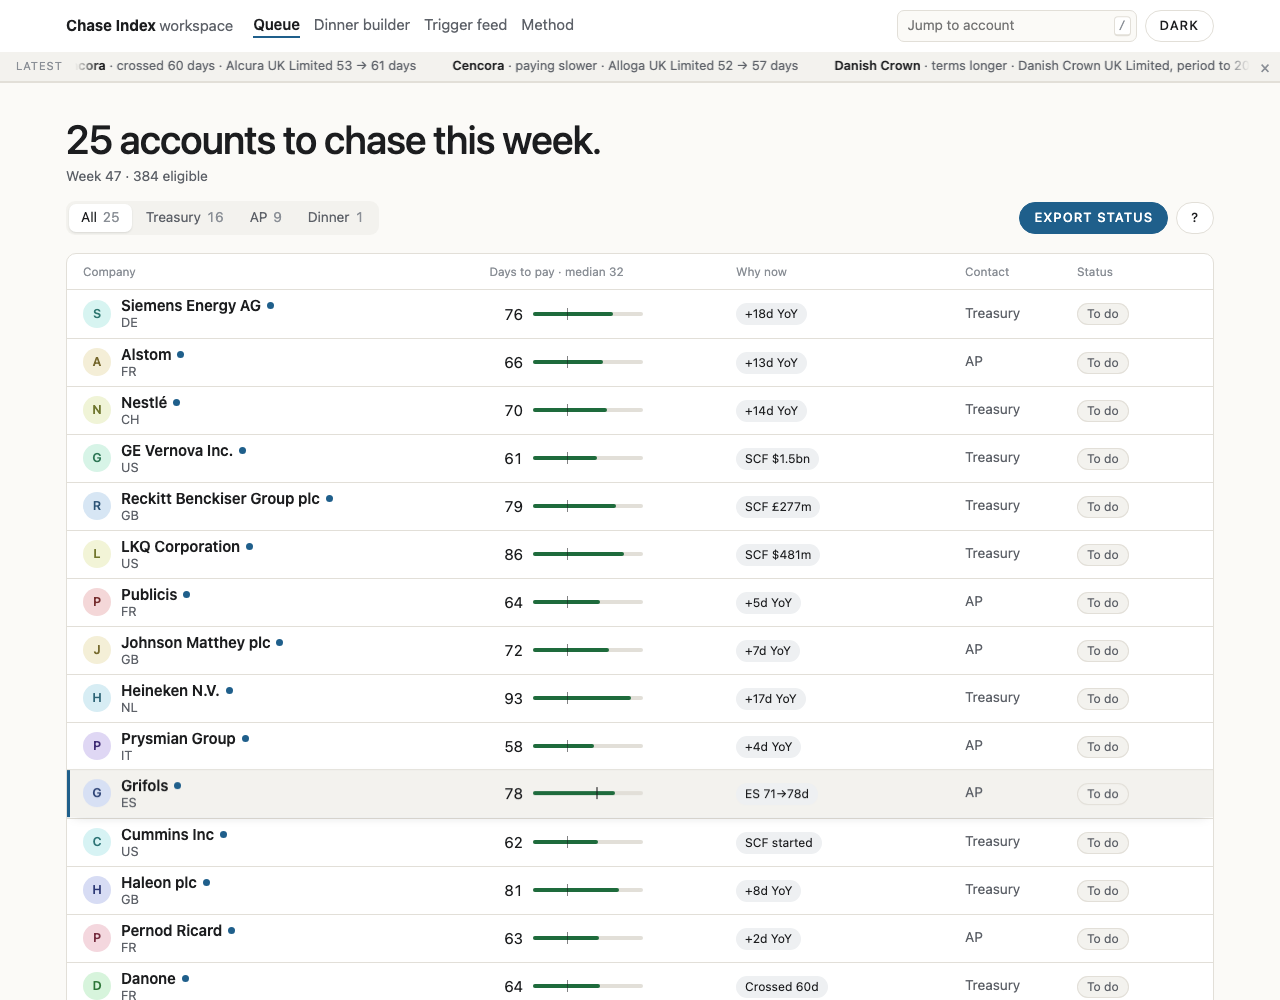 Chase Index workspace Queue Dinner builder Trigger feed Method Jump to account / DARK
LATEST cora · crossed 60 days · Alcura UK Limited 53 → 61 days Cencora · paying slower · Alloga UK Limited 52 → 57 days Danish Crown · terms longer · Danish Crown UK Limited, period to ×
25 accounts to chase this week.
Week 47 · 384 eligible
All 25 Treasury 16 AP 9 Dinner 1 EXPORT STATUS ?
Company Days to pay · median 32 Why now Contact Status
S Siemens Energy AG 76 +18d YoY Treasury To do
DE
A Alstom 66 +13d YoY AP To do
FR
N Nestlé 70 +14d YoY Treasury To do
CH
G GE Vernova Inc. 61 SCF $1.5bn Treasury To do
US
R Reckitt Benckiser Group plc 79 SCF £277m Treasury To do
GB
L LKQ Corporation 86 SCF $481m Treasury To do
US
P Publicis 64 +5d YoY AP To do
FR
J Johnson Matthey plc 72 +7d YoY AP To do
GB
H Heineken N.V. 93 +17d YoY Treasury To do
NL
P Prysmian Group 58 +4d YoY AP To do
IT
G Grifols 78 ES 71→78d AP To do
ES
C Cummins Inc 62 SCF started Treasury To do
US
H Haleon plc 81 +8d YoY Treasury To do
GB
P Pernod Ricard 63 +2d YoY AP To do
FR
D Danone 64 Crossed 60d Treasury To do
FR